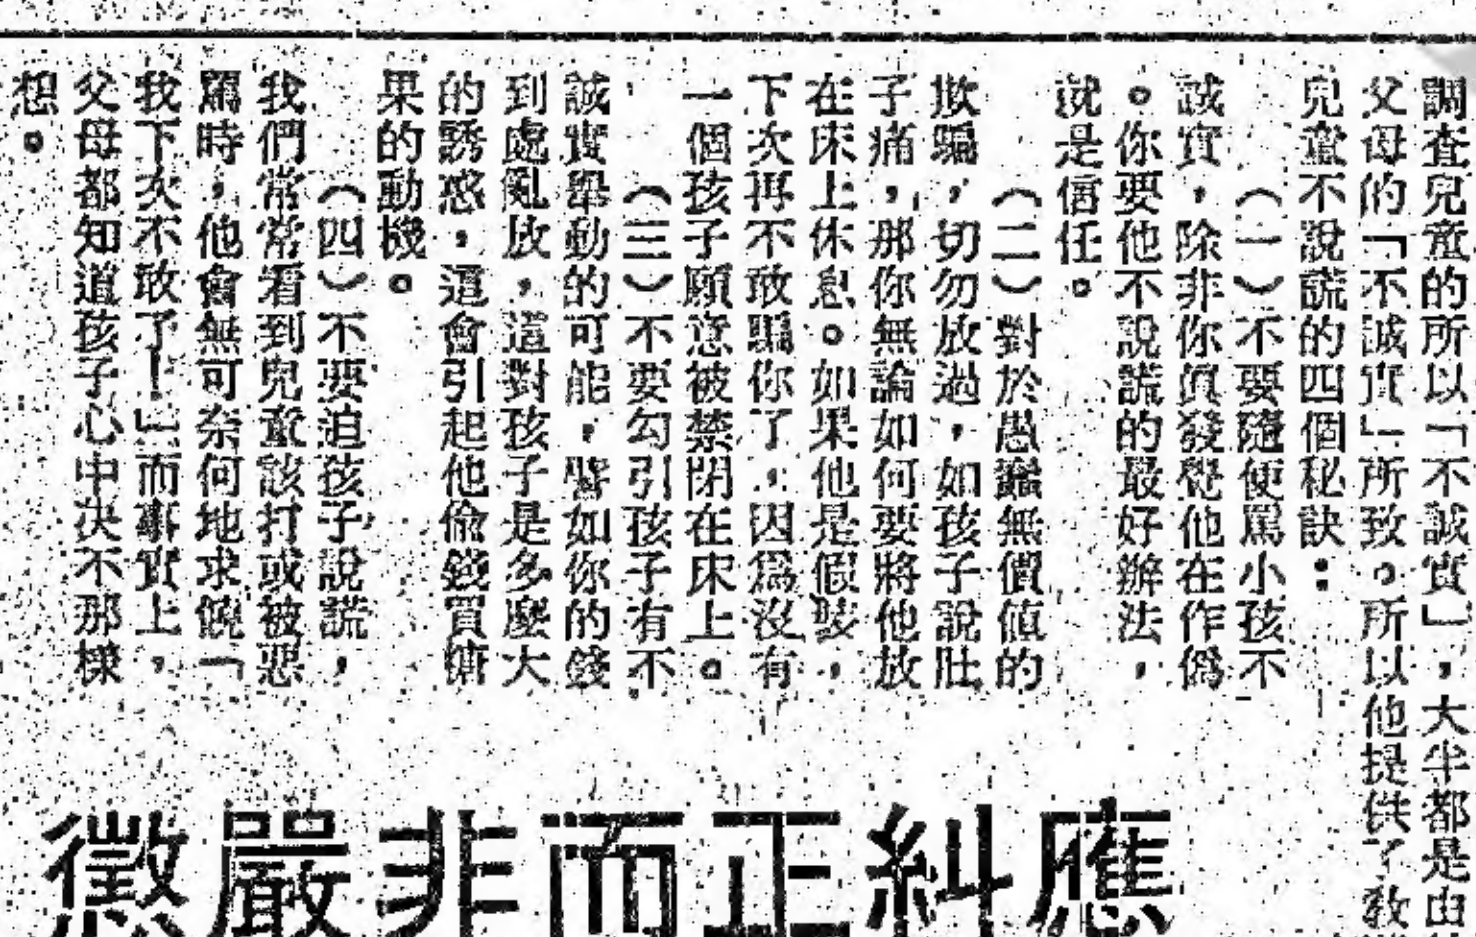 調查兒童的所以「不誠實」，大半都是由
父母的「不誠實」所致。所以他提供了教
兒童不說謊的四個秘訣：
（一）不要隨便罵小孩不
誠實，除非你眞發覺他在作僞
。你要他不說謊的最好辦法，
就是信任。
（二）對於愚蠢無價值的
欺騙，切勿放過，如孩子說肚
子痛，那你無論如何要將他放
在床上休息。如果他是假裝，
下次再不敢騙你了，因爲沒有
一個孩子願意被禁閉在床上。
（三）不要勾引孩子有不
誠實舉動的可能，譬如你的錢
到處亂放，這對孩子是多麽大
的誘惑，這會引起他偷錢買糖
果的動機。
（四）不要迫孩子說謊，
我們常常看到兒童該打或被惡
罵時，他會無可奈何地求饒「
我下次不敢了！」而事實上，
父母都知道孩子心中決不那樣
想。
應糾正而非嚴懲